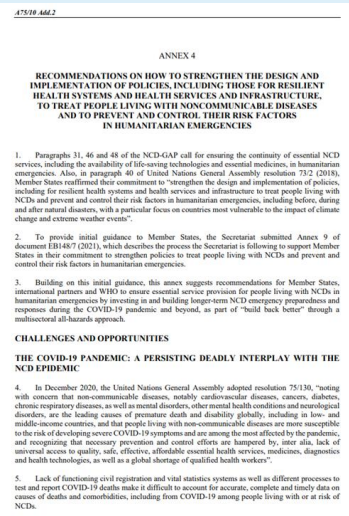 A75/10 Add.2
ANNEX 4
RECOMMENDATIONS ON HOW TO STRENGTHEN THE DESIGN AND
IMPLEMENTATION OF POLICIES, INCLUDING THOSE FOR RESILIENT
HEALTH SYSTEMS AND HEALTH SERVICES AND INFRASTRUCTURE,
TO TREAT PEOPLE LIVING WITH NONCOMMUNICABLE DISEASES
AND TO PREVENT AND CONTROL THEIR RISK FACTORS
IN HUMANITARIAN EMERGENCIES
1. Paragraphs 31, 46 and 48 of the NCD-GAP call for ensuring the continuity of essential NCD
services, including the availability of life-saving technologies and essential medicines, in humanitarian
emergencies. Also, in paragraph 40 of United Nations General Assembly resolution 73/2 (2018),
Member States reaffirmed their commitment to “strengthen the design and implementation of policies,
including for resilient health systems and health services and infrastructure to treat people living with
NCDs and prevent and control their risk factors in humanitarian emergencies, including before, during
and after natural disasters, with a particular focus on countries most vulnerable to the impact of climate
change and extreme weather events”.
2. To provide initial guidance to Member States, the Secretariat submitted Annex 9 of
document EB148/7 (2021), which describes the process the Secretariat is following to support Member
States in their commitment to strengthen policies to treat people living with NCDs and prevent and
control their risk factors in humanitarian emergencies.
3. Building on this initial guidance, this annex suggests recommendations for Member States,
international partners and WHO to ensure essential service provision for people living with NCDs in
humanitarian emergencies by investing in and building longer-term NCD emergency preparedness and
responses during the COVID-19 pandemic and beyond, as part of “build back better” through a
multisectoral all-hazards approach.
CHALLENGES AND OPPORTUNITIES
THE COVID-19 PANDEMIC: A PERSISTING DEADLY INTERPLAY WITH THE
NCD EPIDEMIC
4. In December 2020, the United Nations General Assembly adopted resolution 75/130, “noting
with concern that non-communicable diseases, notably cardiovascular diseases, cancers, diabetes,
chronic respiratory diseases, as well as mental disorders, other mental health conditions and neurological
disorders, are the leading causes of premature death and disability globally, including in low- and
middle-income countries, and that people living with non-communicable diseases are more susceptible
to the risk of developing severe COVID-19 symptoms and are among the most affected by the pandemic,
and recognizing that necessary prevention and control efforts are hampered by, inter alia, lack of
universal access to quality, safe, effective, affordable essential health services, medicines, diagnostics
and health technologies, as well as a global shortage of qualified health workers”.
5. Lack of functioning civil registration and vital statistics systems as well as different processes to
test and report COVID-19 deaths make it difficult to account for accurate, complete and timely data on
causes of deaths and comorbidities, including from COVID-19 among people living with or at risk of
NCDs.